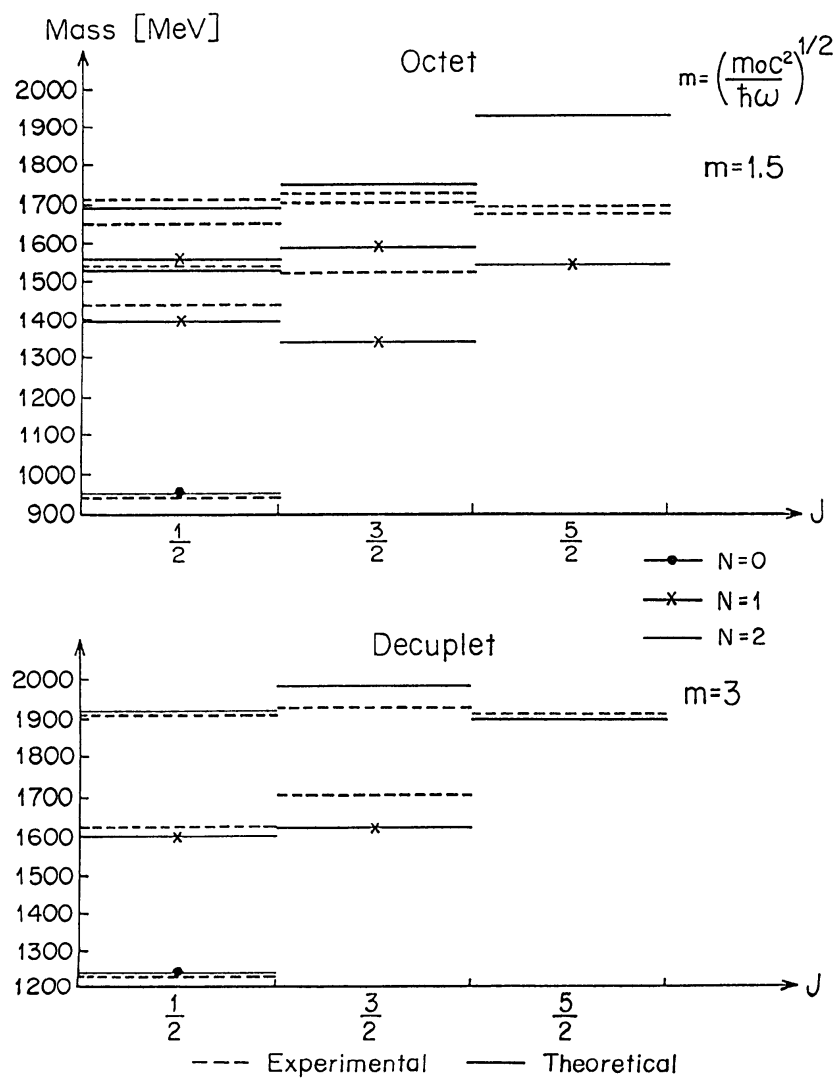 Mass [MeV]
Octet
m=(moc²/ħω)^1/2
m=1.5
2000
1900
1800
1700
1600
1500
1400
1300
1200
1100
1000
900
1/2
3/2
5/2
J
N=0
N=1
N=2
Decuplet
m=3
2000
1900
1800
1700
1600
1500
1400
1300
1200
1/2
3/2
5/2
J
Experimental
Theoretical